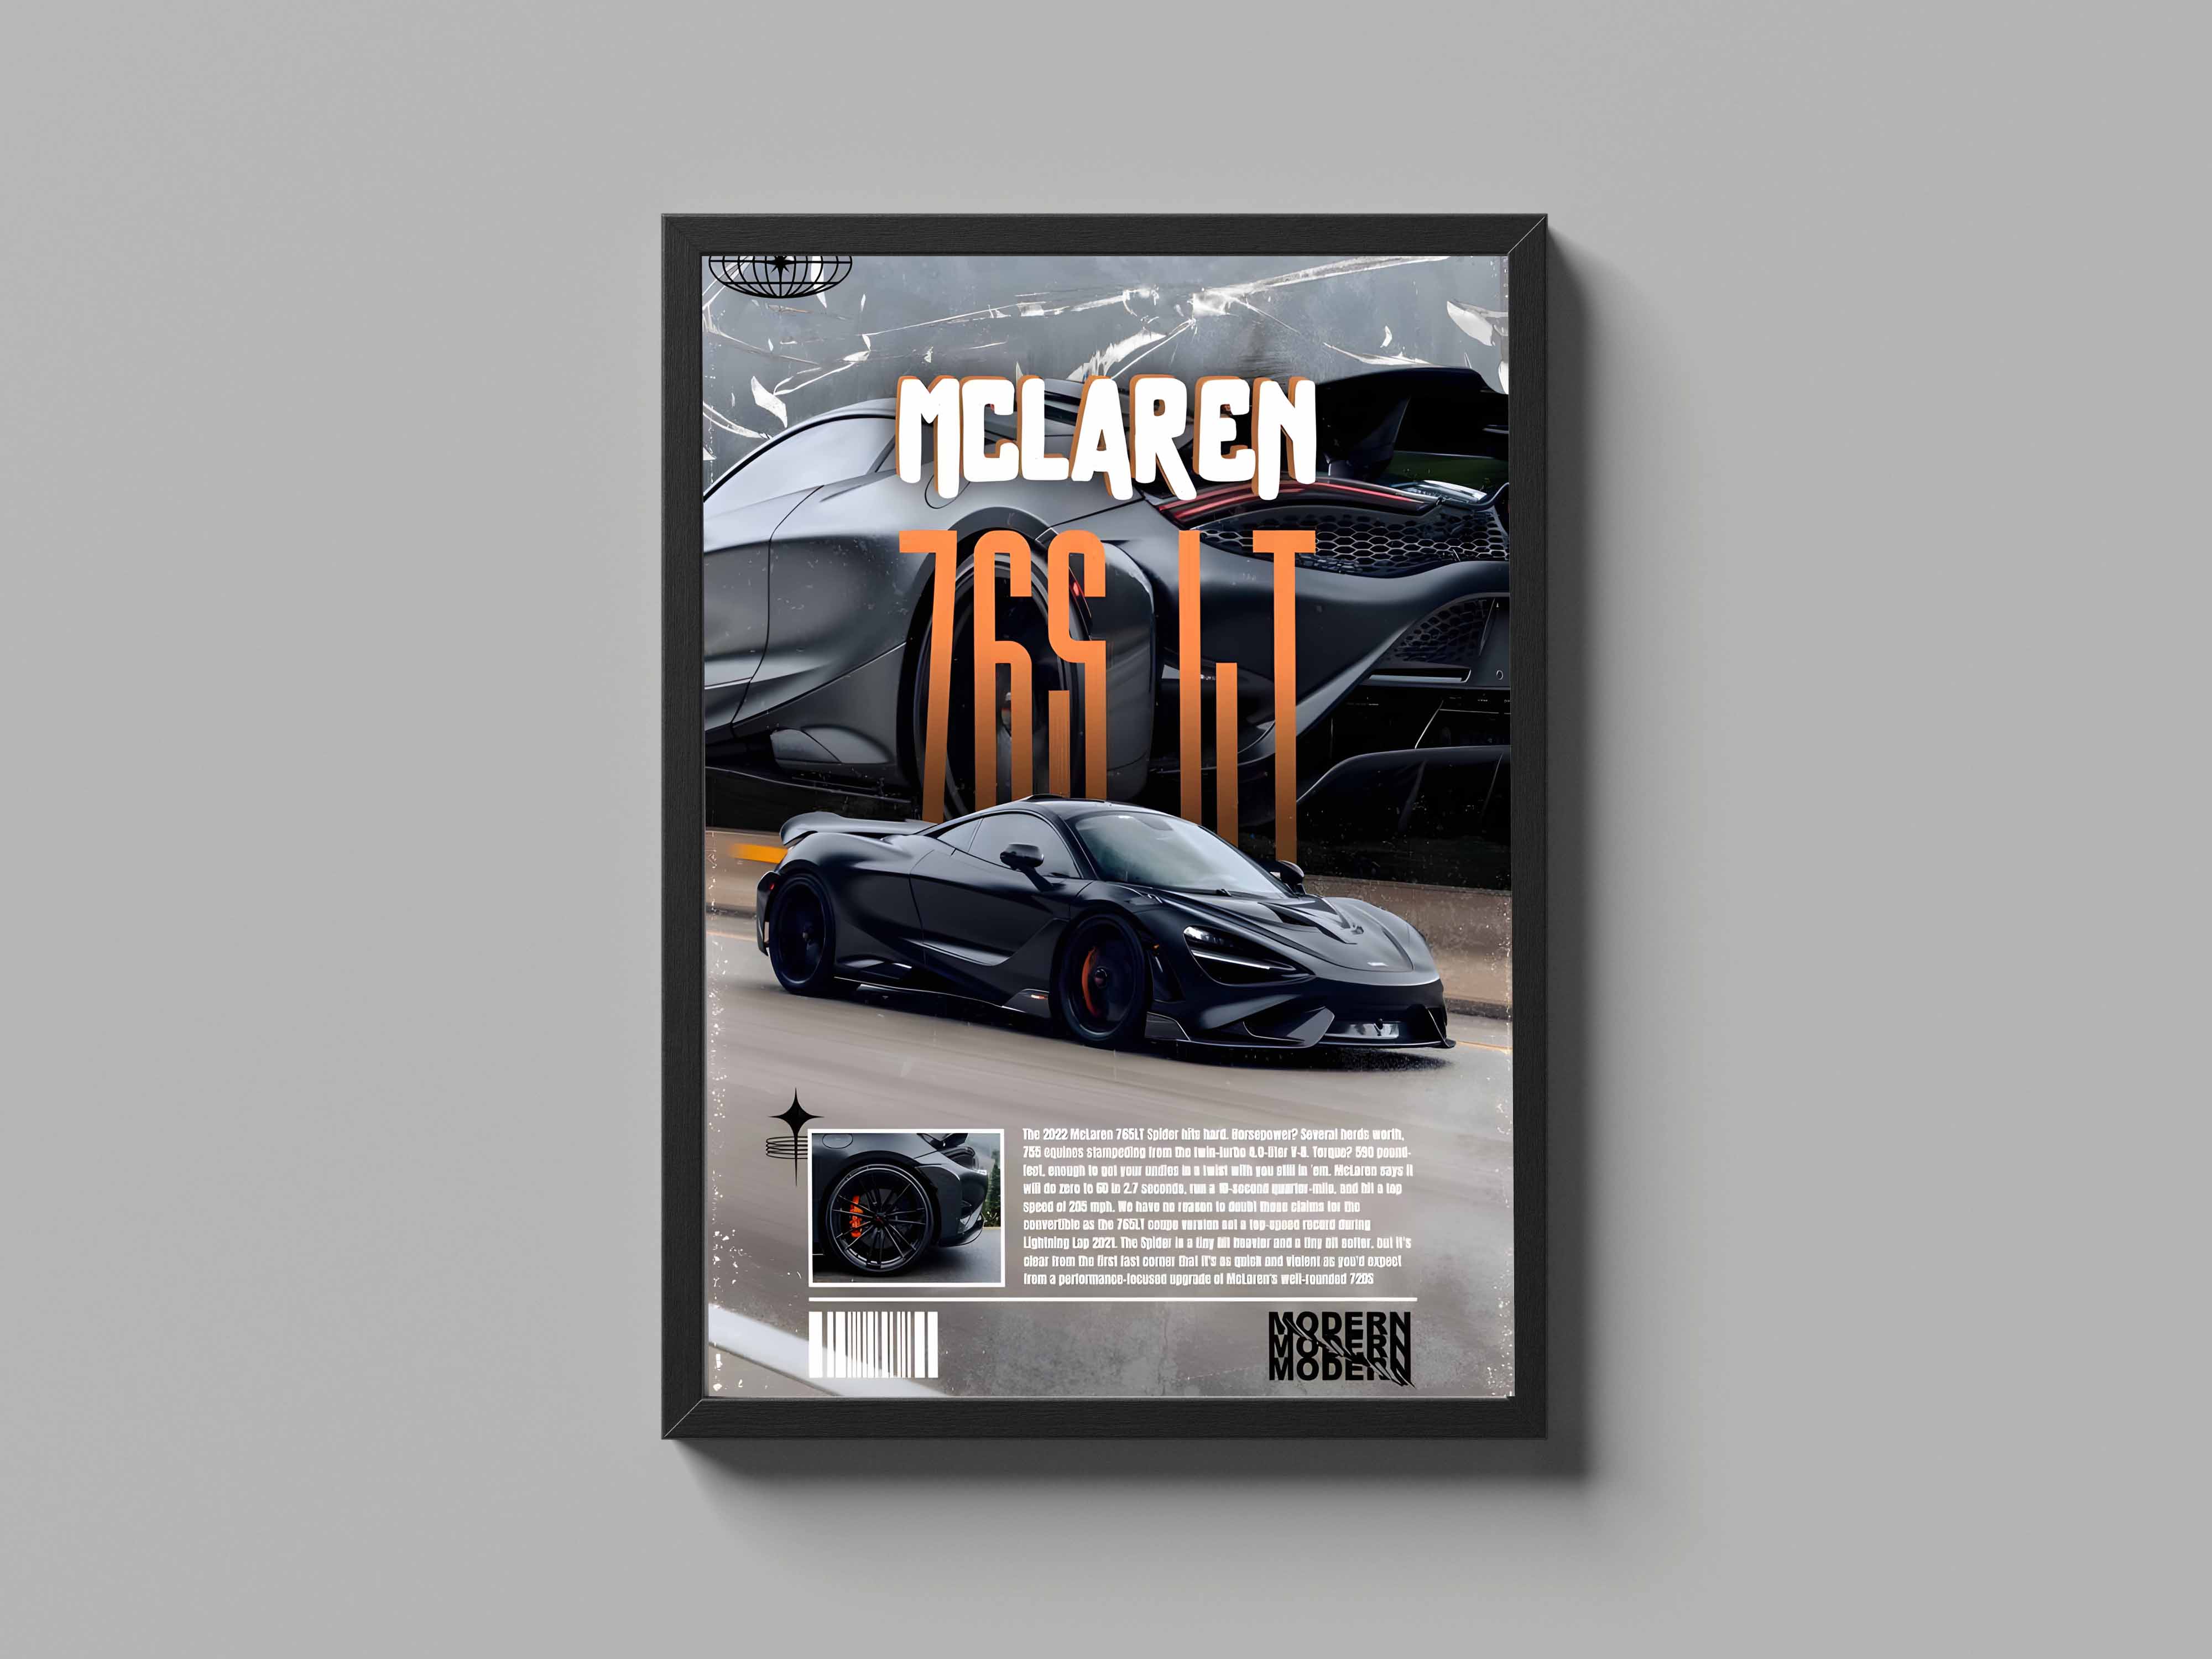 MCLAREN
765 LT
The 2022 McLaren 765LT Spider hits hard. Horsepower? Several herds worth,
755 equines stampeding from the twin-turbo 4.0-liter V-8. Torque? 590 pound-
feet, enough to get your undies in a twist with you still in 'em. McLaren says it
will do zero to 60 in 2.7 seconds, run a 10-second quarter-mile, and hit a top
speed of 205 mph. We have no reason to doubt those claims for the
convertible as the 765LT coupe version set a top-speed record during
Lightning Lap 2021. The Spider is a tiny bit heavier and a tiny bit softer, but it's
clear from the first fast corner that it's as quick and violent as you'd expect
from a performance-focused upgrade of McLaren's well-rounded 720S
MODERN
MODERN
MODERN